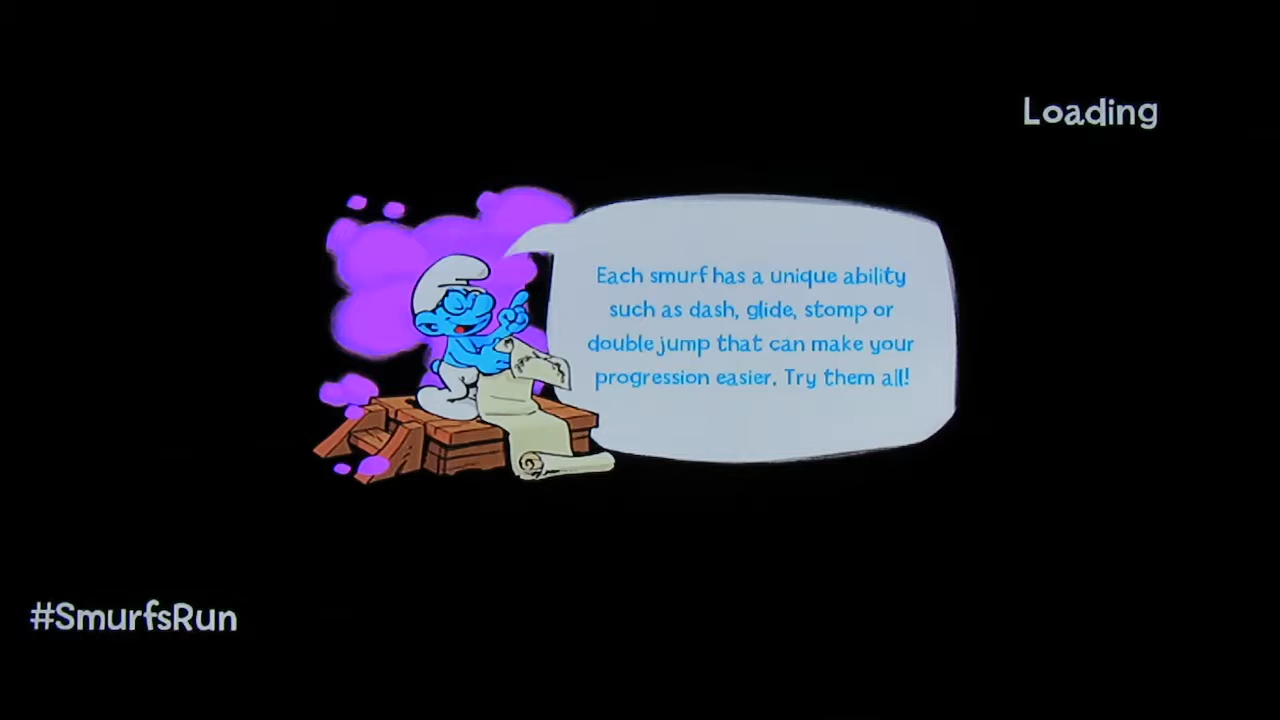 Loading
Each smurf has a unique ability
such as dash, glide, stomp or
double jump that can make your
progression easier. Try them all!
#SmurfsRun